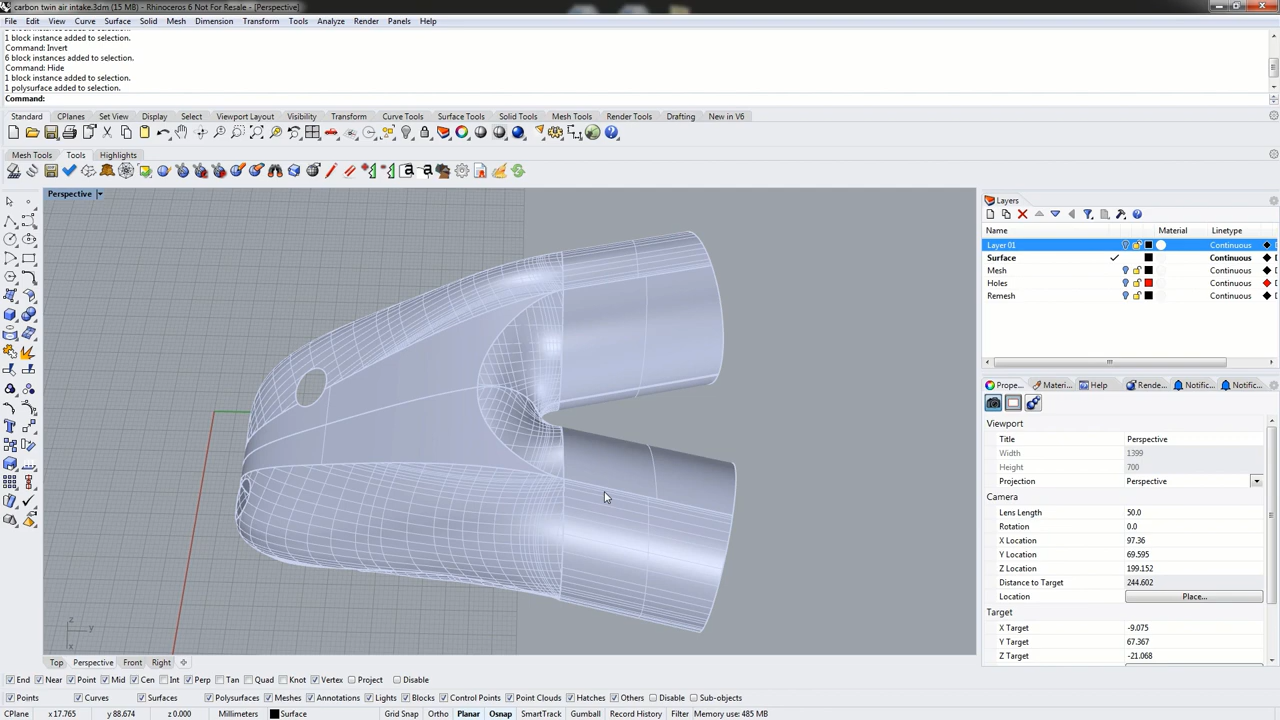 carbon twin air intake.3dm (15 MB) - Rhinoceros 6 Not For Resale - [Perspective]
File Edit View Curve Surface Solid Mesh Dimension Transform Tools Analyze Render Panels Help
1 block instance added to selection.
Command: Invert
6 block instances added to selection.
Command: Hide
1 block instance added to selection.
1 polysurface added to selection.
Command:
Standard CPlanes Set View Display Select Viewport Layout Visibility Transform Curve Tools Surface Tools Solid Tools Mesh Tools Render Tools Drafting New in V6
Mesh Tools Tools Highlights
Perspective
Layers
Name Material Linetype
Layer 01 Continuous
Surface Continuous
Mesh Continuous
Holes Continuous
Remesh Continuous
Prope... Materi... Help Rende... Notific... Notific...
Viewport
Title Perspective
Width 1399
Height 700
Projection Perspective
Camera
Lens Length 50.0
Rotation 0.0
X Location 97.36
Y Location 69.595
Z Location 199.152
Distance to Target 244.602
Location Place...
Target
X Target -9.075
Y Target 67.367
Z Target -21.068
z
y
x
Top Perspective Front Right
End Near Point Mid Cen Int Perp Tan Quad Knot Vertex Project Disable
Points Curves Surfaces Polysurfaces Meshes Annotations Lights Blocks Control Points Point Clouds Hatches Others Disable Sub-objects
CPlane x 17.765 y 88.674 z 0.000 Millimeters Surface Grid Snap Ortho Planar Osnap SmartTrack Gumball Record History Filter Memory use: 485 MB